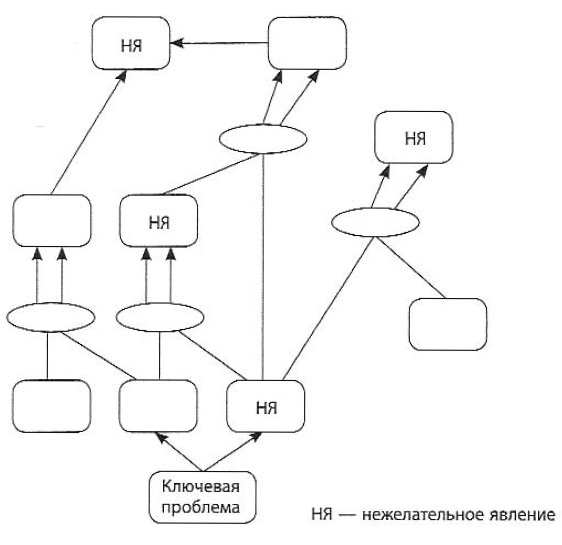 НЯ
НЯ
НЯ
НЯ
Ключевая
проблема
НЯ — нежелательное явление